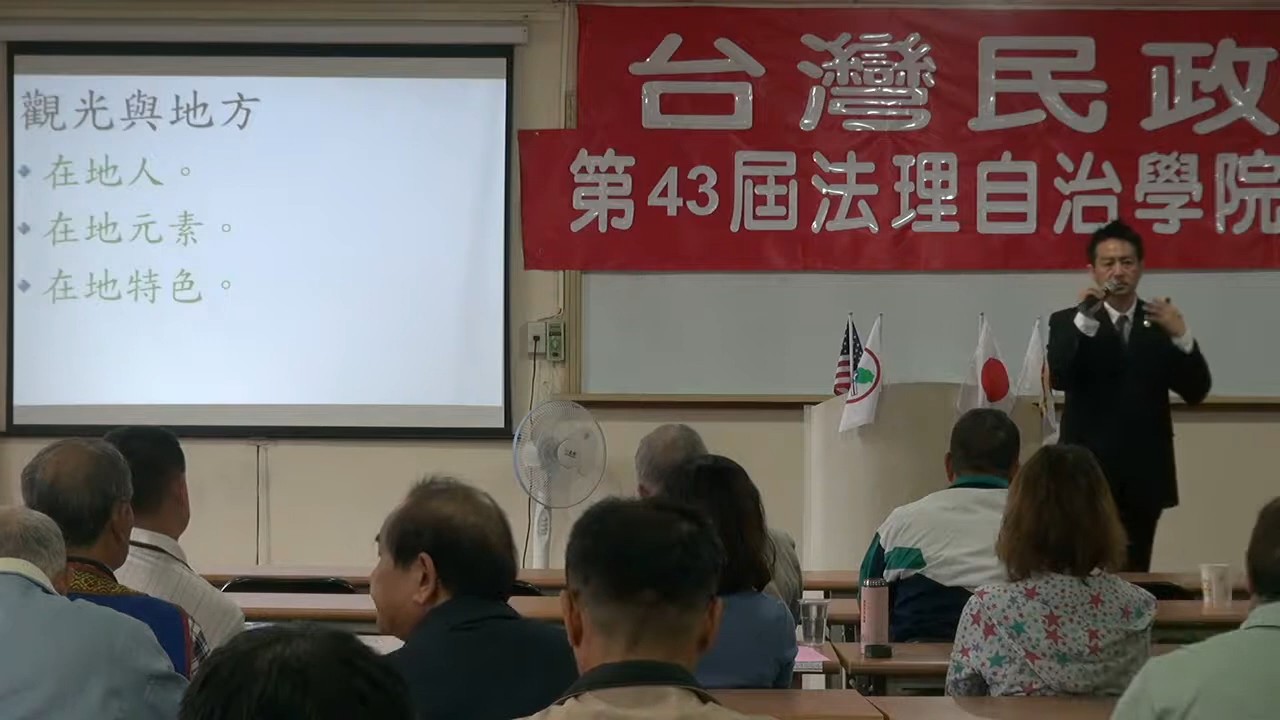 觀光與地方
在地人。
在地元素。
在地特色。
台灣民政
第43屆法理自治學院